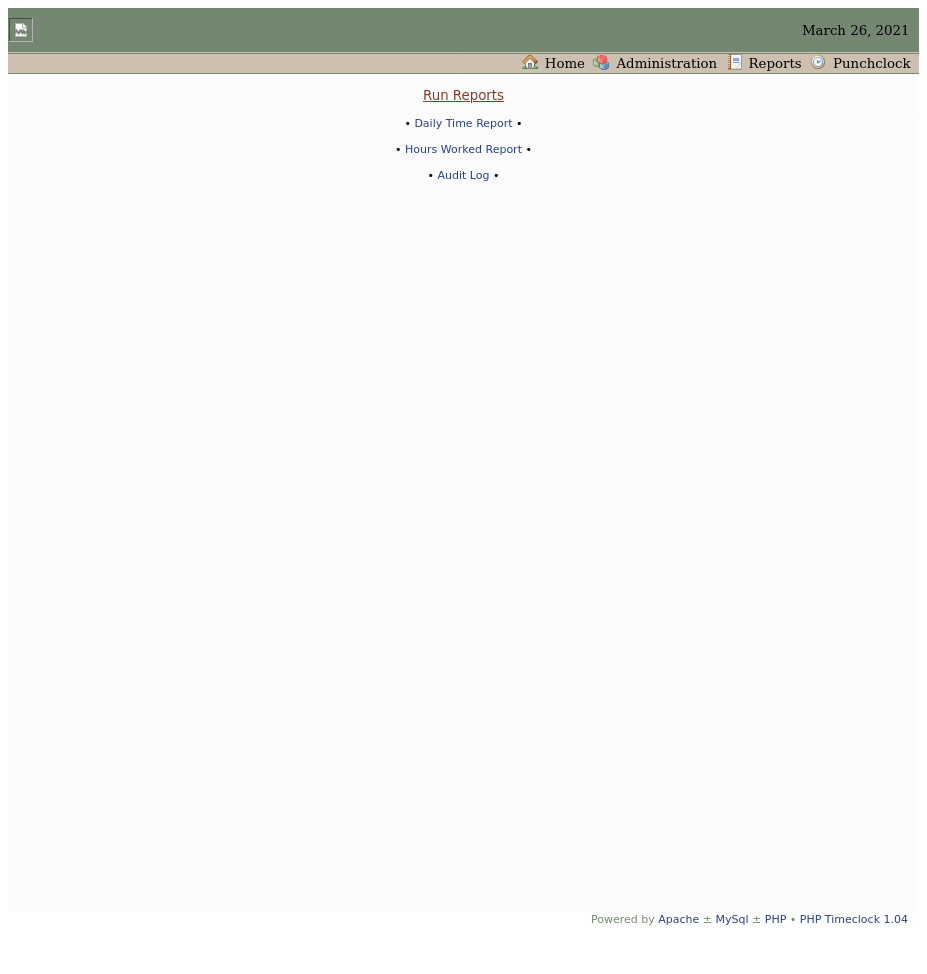 March 26, 2021
Home Administration Reports Punchclock
Run Reports
• Daily Time Report •
• Hours Worked Report •
• Audit Log •
Powered by Apache ± MySql ± PHP • PHP Timeclock 1.04